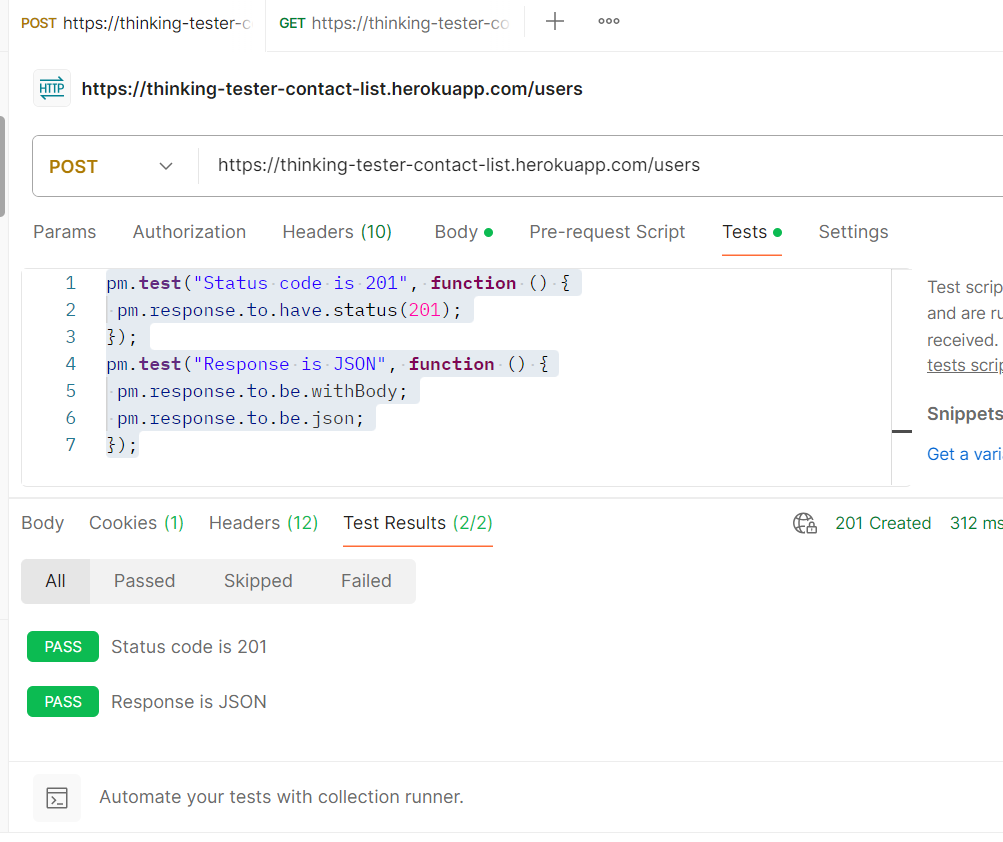 POST https://thinking-tester-c
GET https://thinking-tester-co
HTTP
https://thinking-tester-contact-list.herokuapp.com/users
POST
https://thinking-tester-contact-list.herokuapp.com/users
Params Authorization Headers (10) Body Pre-request Script Tests Settings
1 pm.test("Status code is 201", function () {
2 pm.response.to.have.status(201);
3 });
4 pm.test("Response is JSON", function () {
5 pm.response.to.be.withBody;
6 pm.response.to.be.json;
7 });
Test scrip
and are ru
received.
tests scrip
Snippets
Get a vari
Body Cookies (1) Headers (12) Test Results (2/2) 201 Created 312 ms
All Passed Skipped Failed
PASS Status code is 201
PASS Response is JSON
Automate your tests with collection runner.